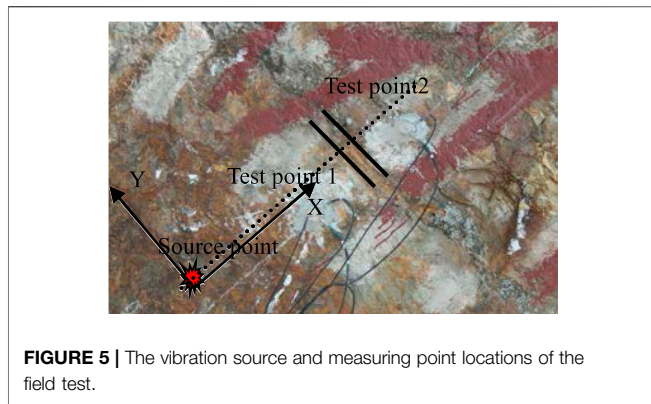 Test point2
Y
Test point 1
X
Source point
FIGURE 5 | The vibration source and measuring point locations of the
field test.